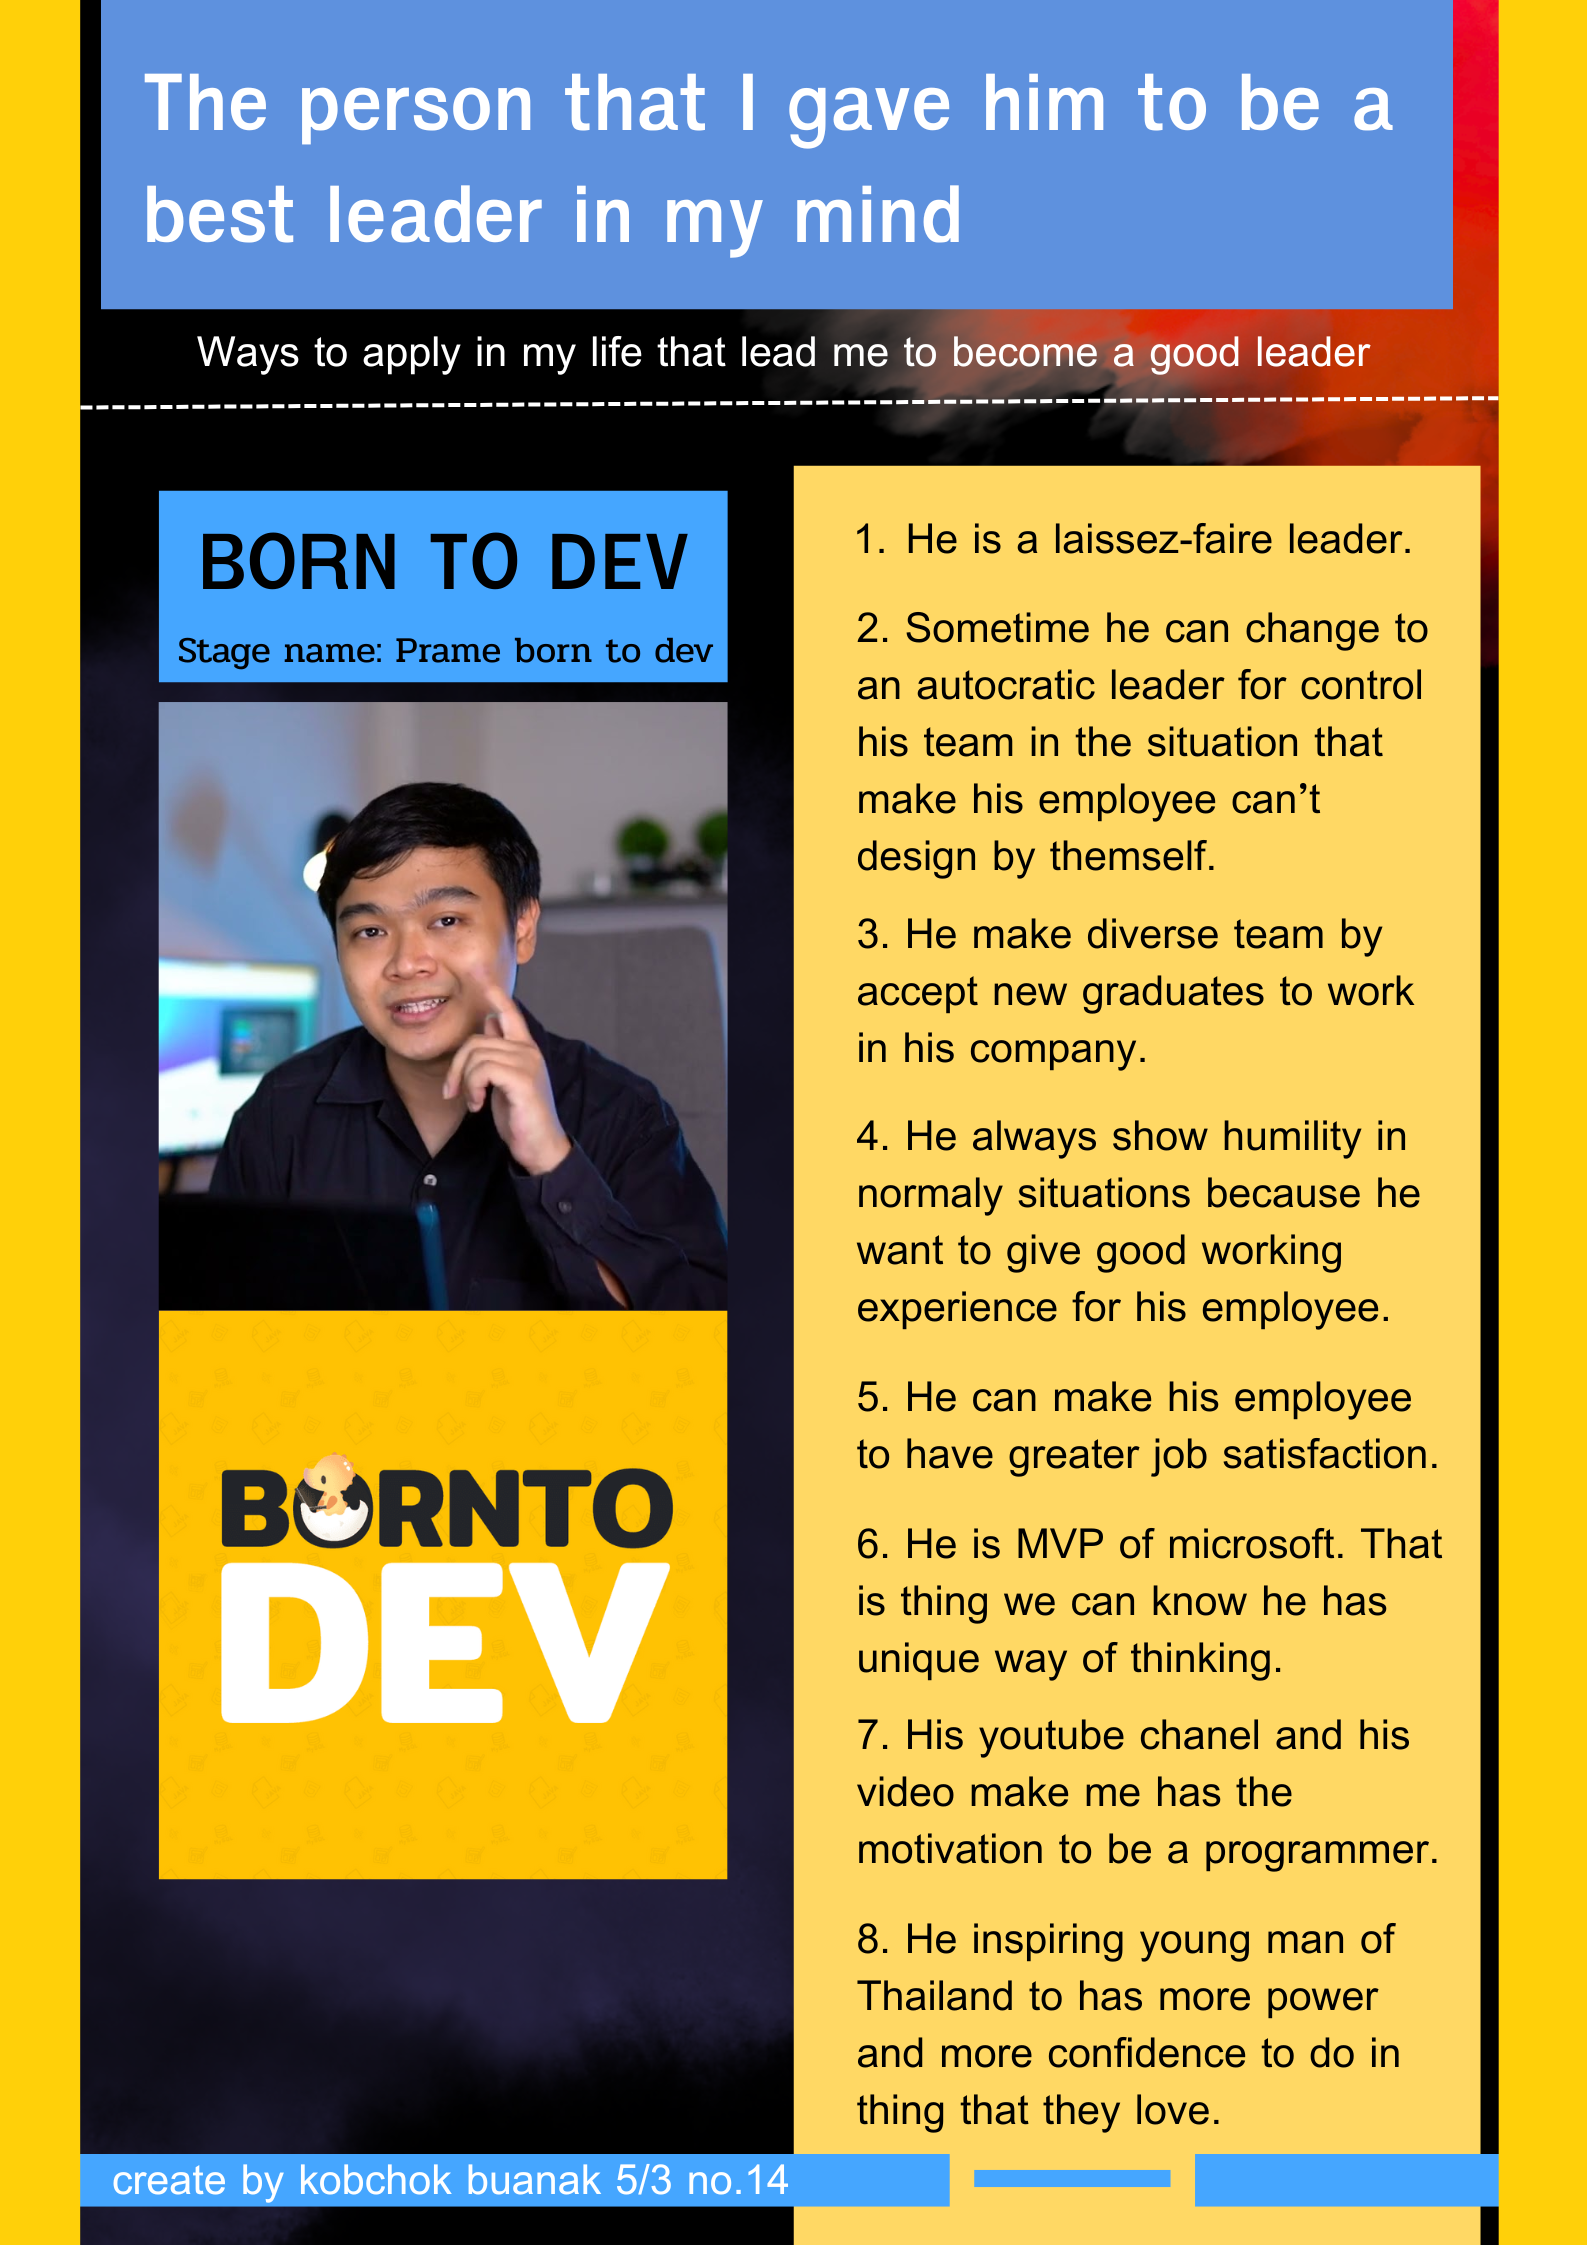 The person that I gave him to be a
best leader in my mind
Ways to apply in my life that lead me to become a good leader
BORN TO DEV
Stage name: Prame born to dev
BORNTO
DEV
1. He is a laissez-faire leader.
2. Sometime he can change to
an autocratic leader for control
his team in the situation that
make his employee can’t
design by themself.
3. He make diverse team by
accept new graduates to work
in his company.
4. He always show humility in
normaly situations because he
want to give good working
experience for his employee.
5. He can make his employee
to have greater job satisfaction.
6. He is MVP of microsoft. That
is thing we can know he has
unique way of thinking.
7. His youtube chanel and his
video make me has the
motivation to be a programmer.
8. He inspiring young man of
Thailand to has more power
and more confidence to do in
thing that they love.
create by kobchok buanak 5/3 no.14